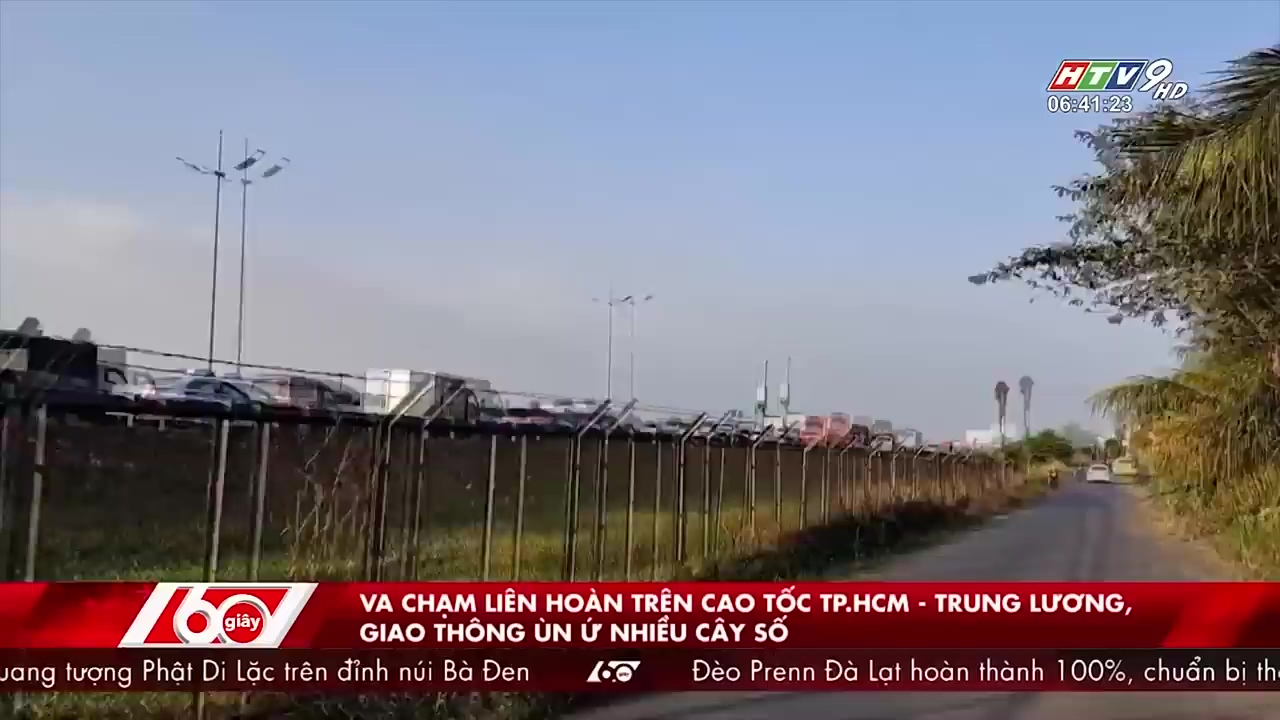 HTV9 HD
06:41:23
60 giây
VA CHẠM LIÊN HOÀN TRÊN CAO TỐC TP.HCM - TRUNG LƯƠNG,
GIAO THÔNG ÙN Ứ NHIỀU CÂY SỐ
uang tượng Phật Di Lặc trên đỉnh núi Bà Đen 60 giây Đèo Prenn Đà Lạt hoàn thành 100%, chuẩn bị th